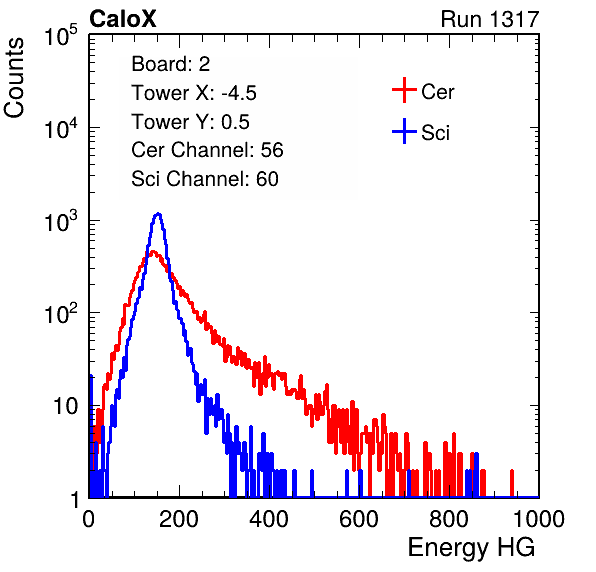 CaloX Run 1317
Board: 2
Tower X: -4.5
Tower Y: 0.5
Cer Channel: 56
Sci Channel: 60
Cer
Sci
Counts
10^5
10^4
10^3
10^2
10
1
0 200 400 600 800 1000
Energy HG